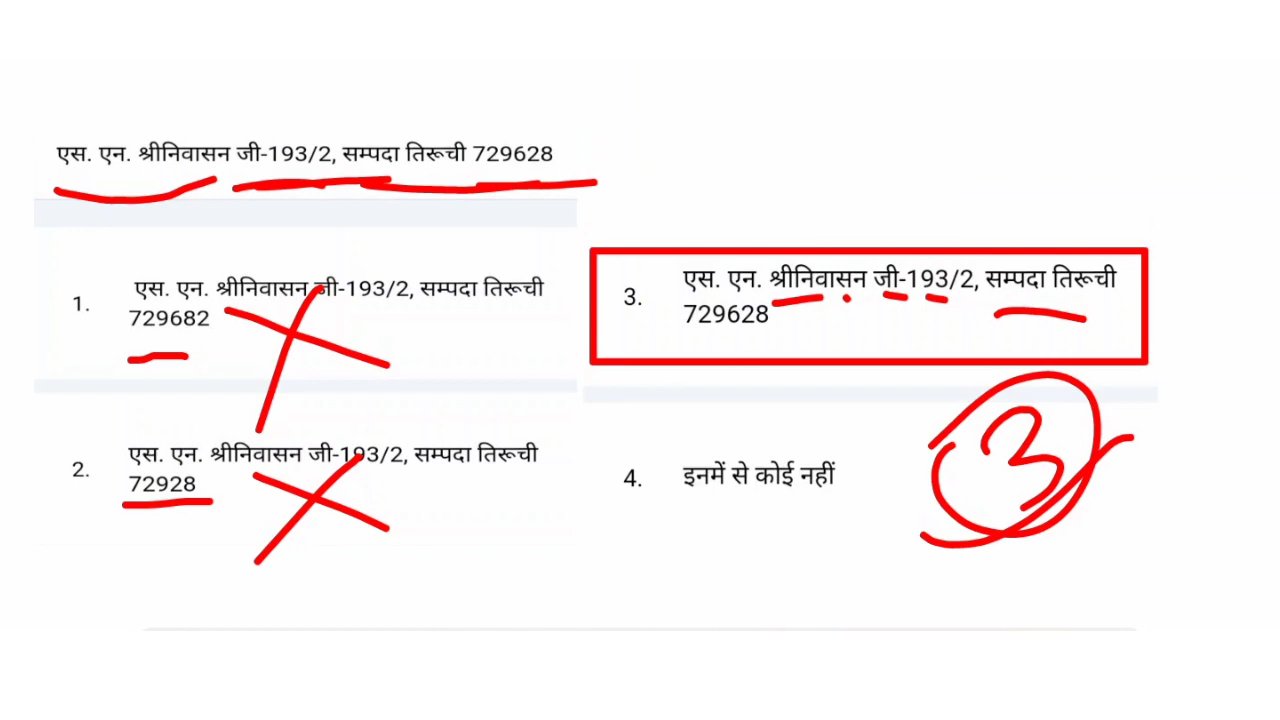 एस. एन. श्रीनिवासन जी-193/2, सम्पदा तिरूची 729628
1. एस. एन. श्रीनिवासन जी-193/2, सम्पदा तिरूची
729682
2. एस. एन. श्रीनिवासन जी-193/2, सम्पदा तिरूची
72928
3. एस. एन. श्रीनिवासन जी-193/2, सम्पदा तिरूची
729628
4. इनमें से कोई नहीं
3